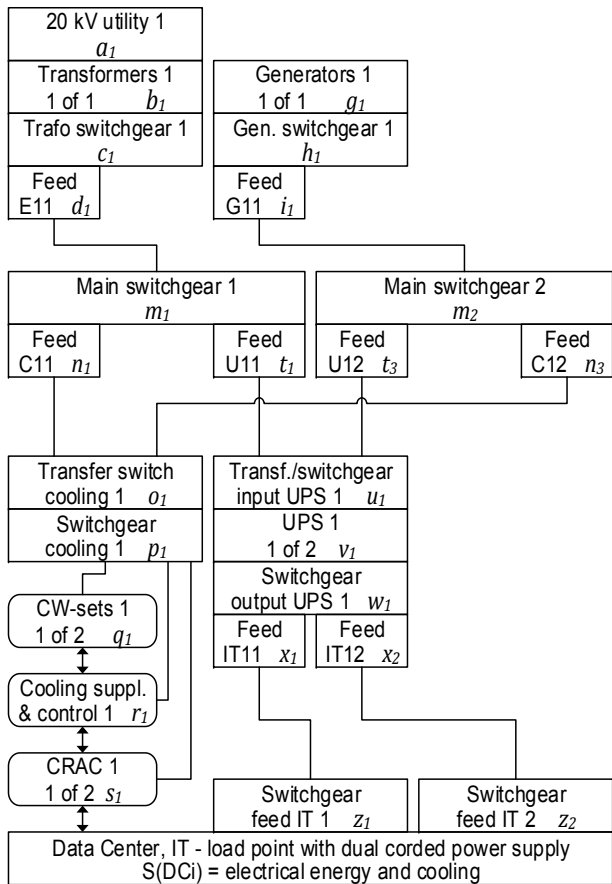 20 kV utility 1
a₁
Transformers 1
1 of 1 b₁
Trafo switchgear 1
c₁
Feed
E11 d₁
Generators 1
1 of 1 g₁
Gen. switchgear 1
h₁
Feed
G11 i₁
Main switchgear 1
m₁
Feed
C11 n₁
Feed
U11 t₁
Main switchgear 2
m₂
Feed
U12 t₃
Feed
C12 n₃
Transfer switch
cooling 1 o₁
Switchgear
cooling 1 p₁
Transf./switchgear
input UPS 1 u₁
UPS 1
1 of 2 v₁
Switchgear
output UPS 1 w₁
Feed
IT11 x₁
Feed
IT12 x₂
CW-sets 1
1 of 2 q₁
Cooling suppl.
& control 1 r₁
CRAC 1
1 of 2 s₁
Switchgear
feed IT 1 z₁
Switchgear
feed IT 2 z₂
Data Center, IT - load point with dual corded power supply
S(DCi) = electrical energy and cooling